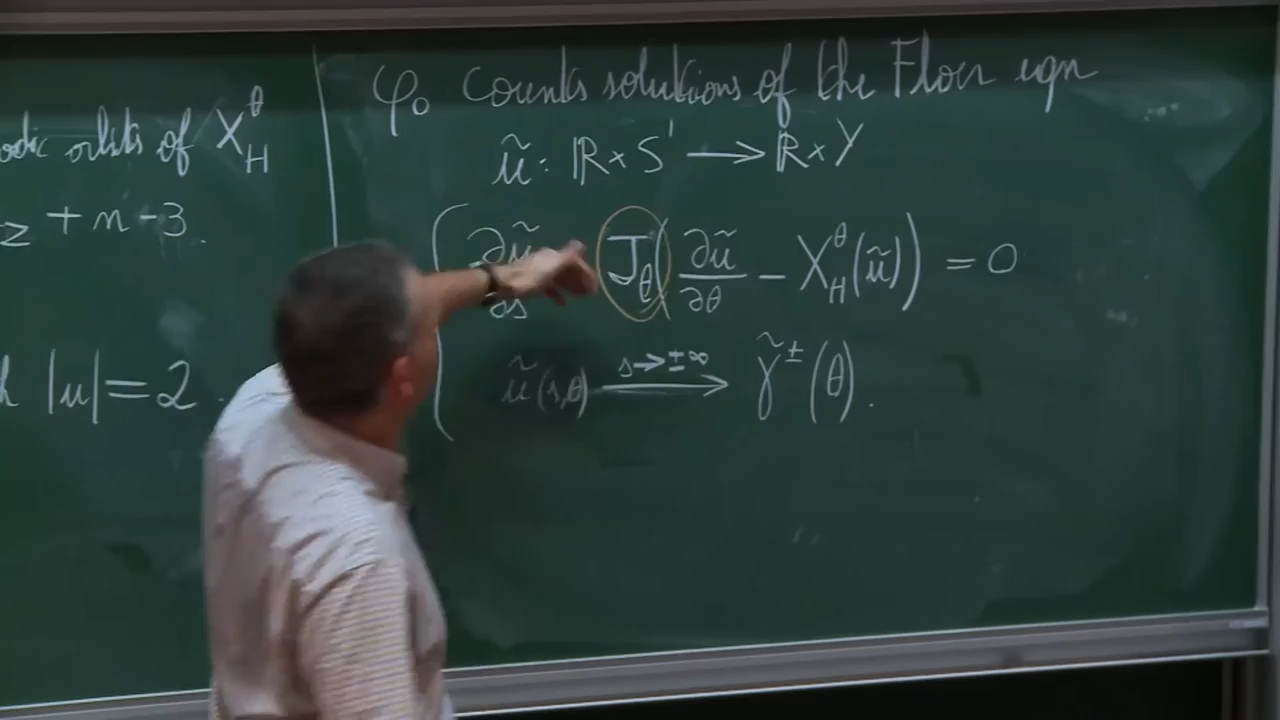 odic orbits of X_H^θ
z + n - 3.
|u| = 2.
φ₀ counts solutions of the Floer eqn
ũ : ℝ × S¹ ⟶ ℝ × Y
( ∂ũ/∂s J_θ ( ∂ũ/∂θ − X_H^θ(ũ) ) = 0
ũ(s,θ) ⟶ (s→±∞) γ̃^±(θ).